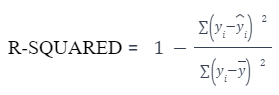 R-SQUARED = 1 − Σ(yᵢ−ŷᵢ)² / Σ(yᵢ−ȳ)²